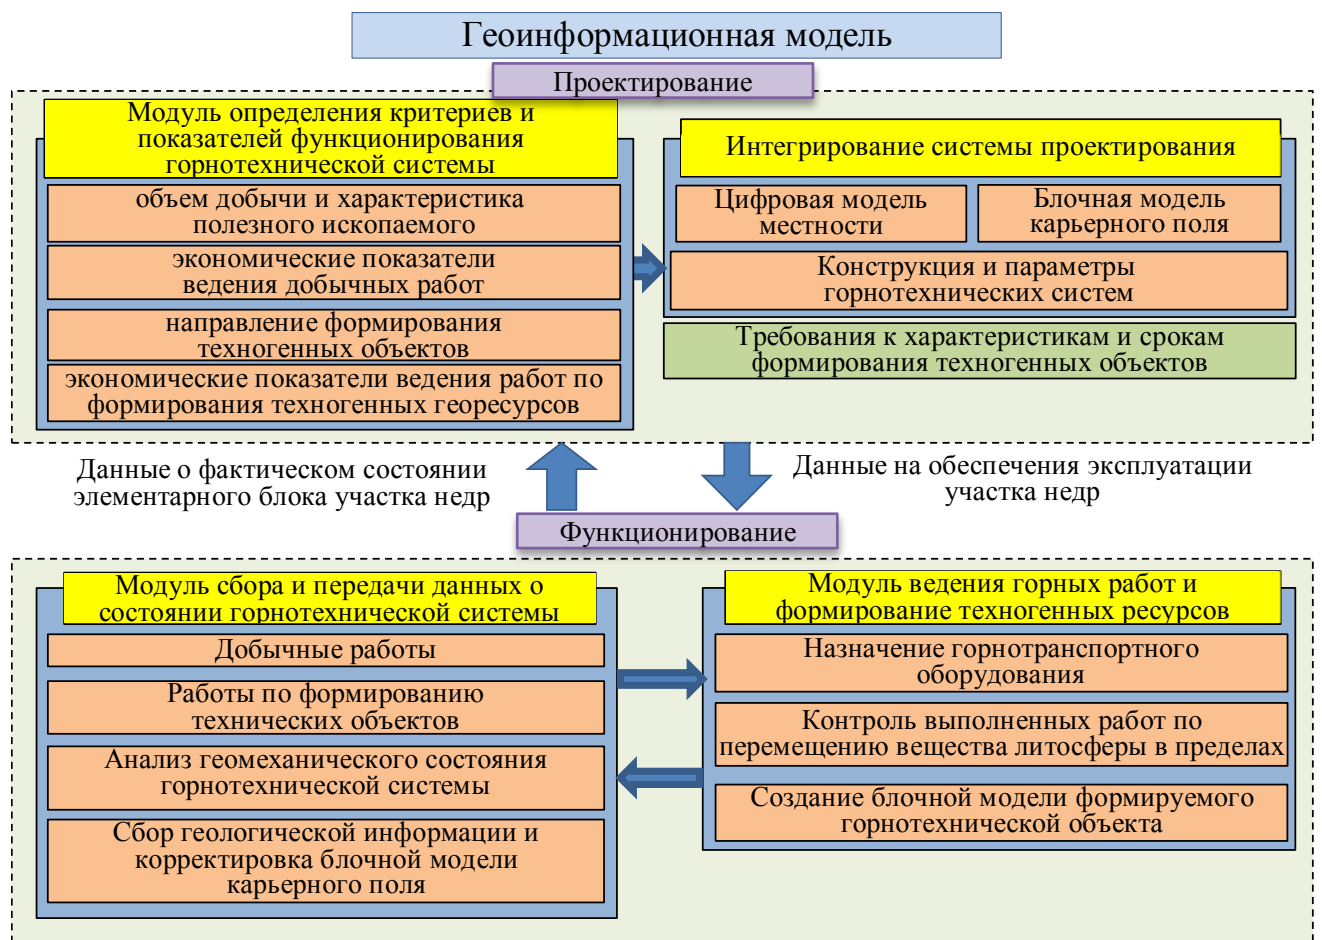 Геоинформационная модель
Проектирование
Модуль определения критериев и
показателей функционирования
горнотехнической системы
объем добычи и характеристика
полезного ископаемого
экономические показатели
ведения добычных работ
направление формирования
техногенных объектов
экономические показатели ведения работ по
формирования техногенных георесурсов
Интегрирование системы проектирования
Цифровая модель
местности
Блочная модель
карьерного поля
Конструкция и параметры
горнотехнических систем
Требования к характеристикам и срокам
формирования техногенных объектов
Данные о фактическом состоянии
элементарного блока участка недр
Данные на обеспечения эксплуатации
участка недр
Функционирование
Модуль сбора и передачи данных о
состоянии горнотехнической системы
Добычные работы
Работы по формированию
технических объектов
Анализ геомеханического состояния
горнотехнической системы
Сбор геологической информации и
корректировка блочной модели
карьерного поля
Модуль ведения горных работ и
формирование техногенных ресурсов
Назначение горнотранспортного
оборудования
Контроль выполненных работ по
перемещению вещества литосферы в пределах
Создание блочной модели формируемого
горнотехнической объекта